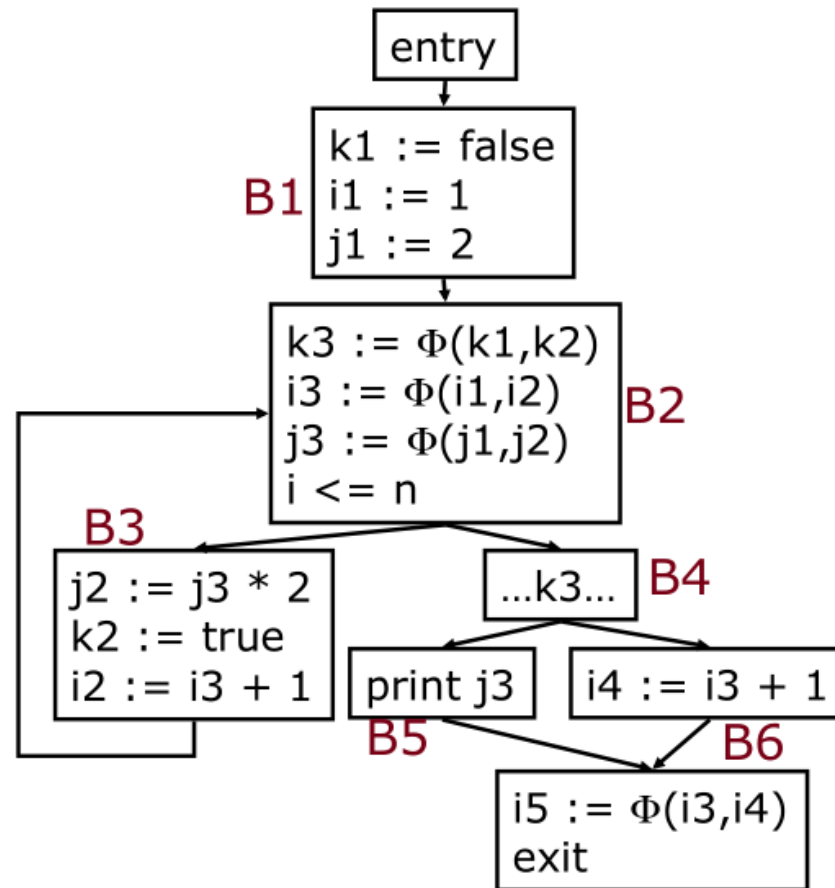 entry
B1
k1 := false
i1 := 1
j1 := 2
k3 := Φ(k1,k2)
i3 := Φ(i1,i2)
j3 := Φ(j1,j2)
i <= n
B2
B3
j2 := j3 * 2
k2 := true
i2 := i3 + 1
...k3...
B4
print j3
B5
i4 := i3 + 1
B6
i5 := Φ(i3,i4)
exit